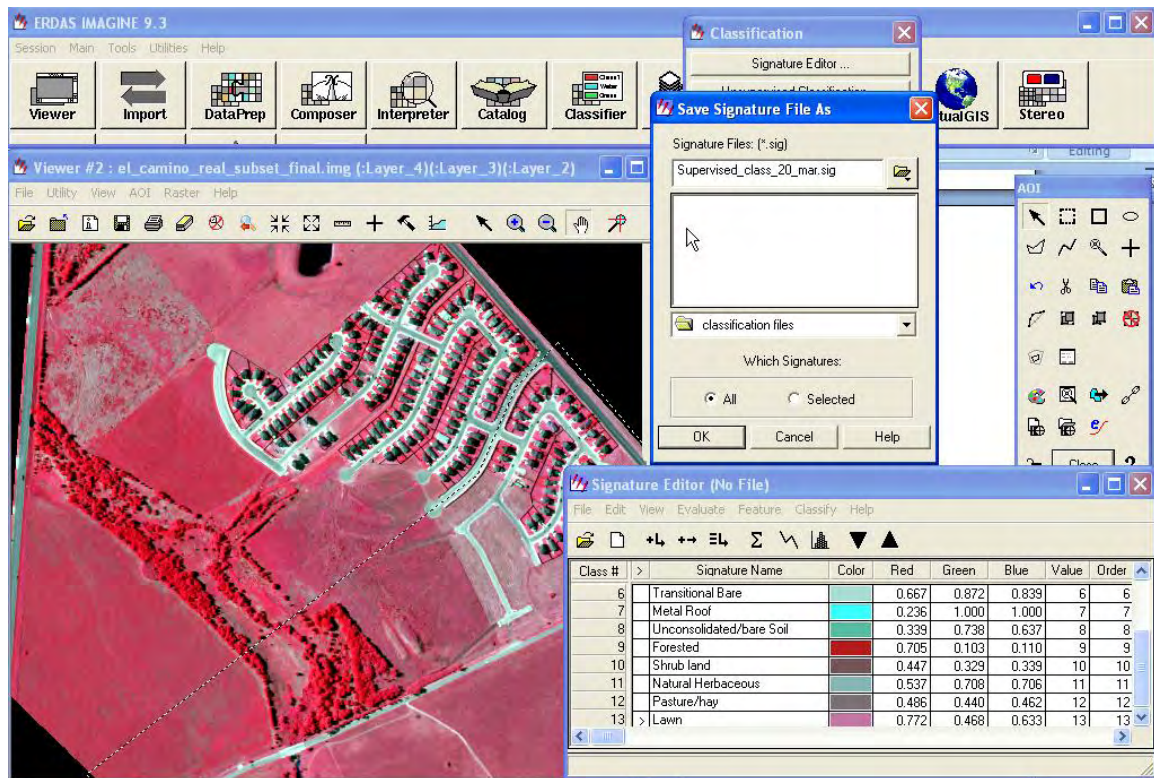 ERDAS IMAGINE 9.3
Session Main Tools Utilities Help
Viewer Import DataPrep Composer Interpreter Catalog Classifier Stereo
Classification
Signature Editor ...
Save Signature File As
Signature Files: (*.sig)
Supervised_class_20_mar.sig
classification files
Which Signatures:
All Selected
OK Cancel Help
Editing
Viewer #2 : el_camino_real_subset_final.img (:Layer_4)(:Layer_3)(:Layer_2)
File Utility View AOI Raster Help
AOI
Close ?
Signature Editor (No File)
File Edit View Evaluate Feature Classify Help
Class # > Signature Name Color Red Green Blue Value Order
6 Transitional Bare 0.667 0.872 0.839 6 6
7 Metal Roof 0.236 1.000 1.000 7 7
8 Unconsolidated/bare Soil 0.339 0.738 0.637 8 8
9 Forested 0.705 0.103 0.110 9 9
10 Shrub land 0.447 0.329 0.339 10 10
11 Natural Herbaceous 0.537 0.708 0.706 11 11
12 Pasture/hay 0.486 0.440 0.462 12 12
13 > Lawn 0.772 0.468 0.633 13 13